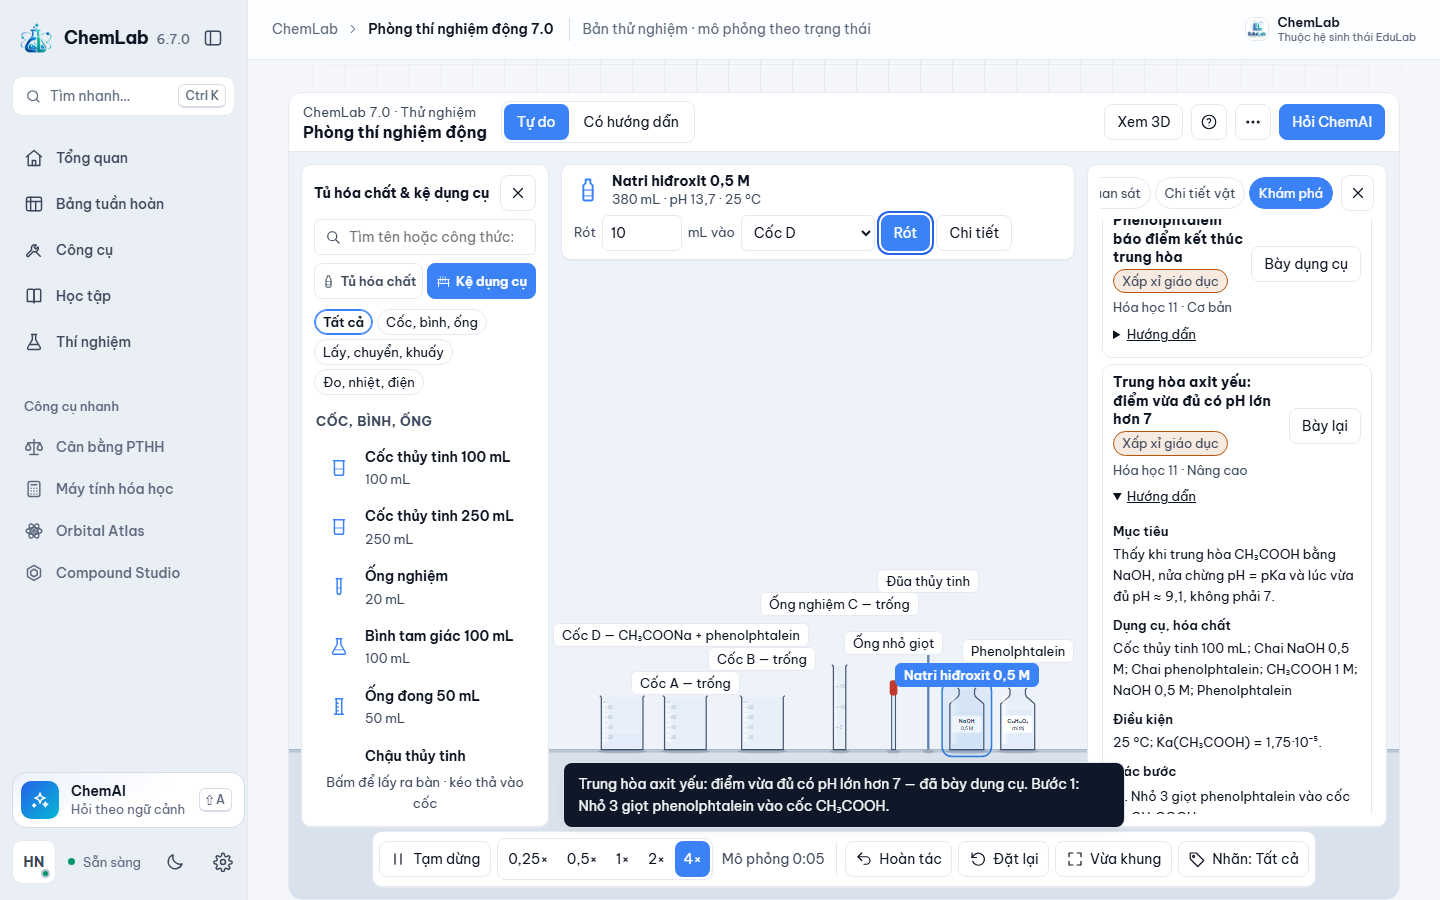 ChemLab 6.7.0
Tìm nhanh... Ctrl K
Tổng quan
Bảng tuần hoàn
Công cụ
Học tập
Thí nghiệm
Công cụ nhanh
Cân bằng PTHH
Máy tính hóa học
Orbital Atlas
Compound Studio
ChemAI
Hỏi theo ngữ cảnh
⇧A
HN
Sẵn sàng
ChemLab > Phòng thí nghiệm động 7.0
Bản thử nghiệm · mô phỏng theo trạng thái
ChemLab
Thuộc hệ sinh thái EduLab
ChemLab 7.0 · Thử nghiệm
Phòng thí nghiệm động
Tự do
Có hướng dẫn
Xem 3D
Hỏi ChemAI
Tủ hóa chất & kệ dụng cụ
Tìm tên hoặc công thức:
Tủ hóa chất
Kệ dụng cụ
Tất cả
Cốc, bình, ống
Lấy, chuyển, khuấy
Đo, nhiệt, điện
CỐC, BÌNH, ỐNG
Cốc thủy tinh 100 mL
100 mL
Cốc thủy tinh 250 mL
250 mL
Ống nghiệm
20 mL
Bình tam giác 100 mL
100 mL
Ống đong 50 mL
50 mL
Chậu thủy tinh
Bấm để lấy ra bàn · kéo thả vào
cốc
Natri hiđroxit 0,5 M
380 mL · pH 13,7 · 25 °C
Rót 10 mL vào Cốc D Rót Chi tiết
Đũa thủy tinh
Ống nghiệm C — trống
Cốc D — CH₃COONa + phenolphtalein
Ống nhỏ giọt
Cốc B — trống
Phenolphtalein
Natri hiđroxit 0,5 M
Cốc A — trống
NaOH
0,5 M
chỉ thị
Trung hòa axit yếu: điểm vừa đủ có pH lớn hơn 7 — đã bày dụng cụ. Bước 1:
Nhỏ 3 giọt phenolphtalein vào cốc CH₃COOH.
uan sát
Chi tiết vật
Khám phá
Phenolphtalein
báo điểm kết thúc
trung hòa
Bày dụng cụ
Xấp xỉ giáo dục
Hóa học 11 · Cơ bản
Hướng dẫn
Trung hòa axit yếu:
điểm vừa đủ có pH lớn
hơn 7
Bày lại
Xấp xỉ giáo dục
Hóa học 11 · Nâng cao
Hướng dẫn
Mục tiêu
Thấy khi trung hòa CH₃COOH bằng
NaOH, nửa chừng pH = pKa và lúc vừa
đủ pH ≈ 9,1, không phải 7.
Dụng cụ, hóa chất
Cốc thủy tinh 100 mL; Chai NaOH 0,5
M; Chai phenolphtalein; CH₃COOH 1 M;
NaOH 0,5 M; Phenolphtalein
Điều kiện
25 °C; Ka(CH₃COOH) = 1,75·10⁻⁵.
ác bước
. Nhỏ 3 giọt phenolphtalein vào cốc
Tạm dừng
0,25×
0,5×
1×
2×
4×
Mô phỏng 0:05
Hoàn tác
Đặt lại
Vừa khung
Nhãn: Tất cả